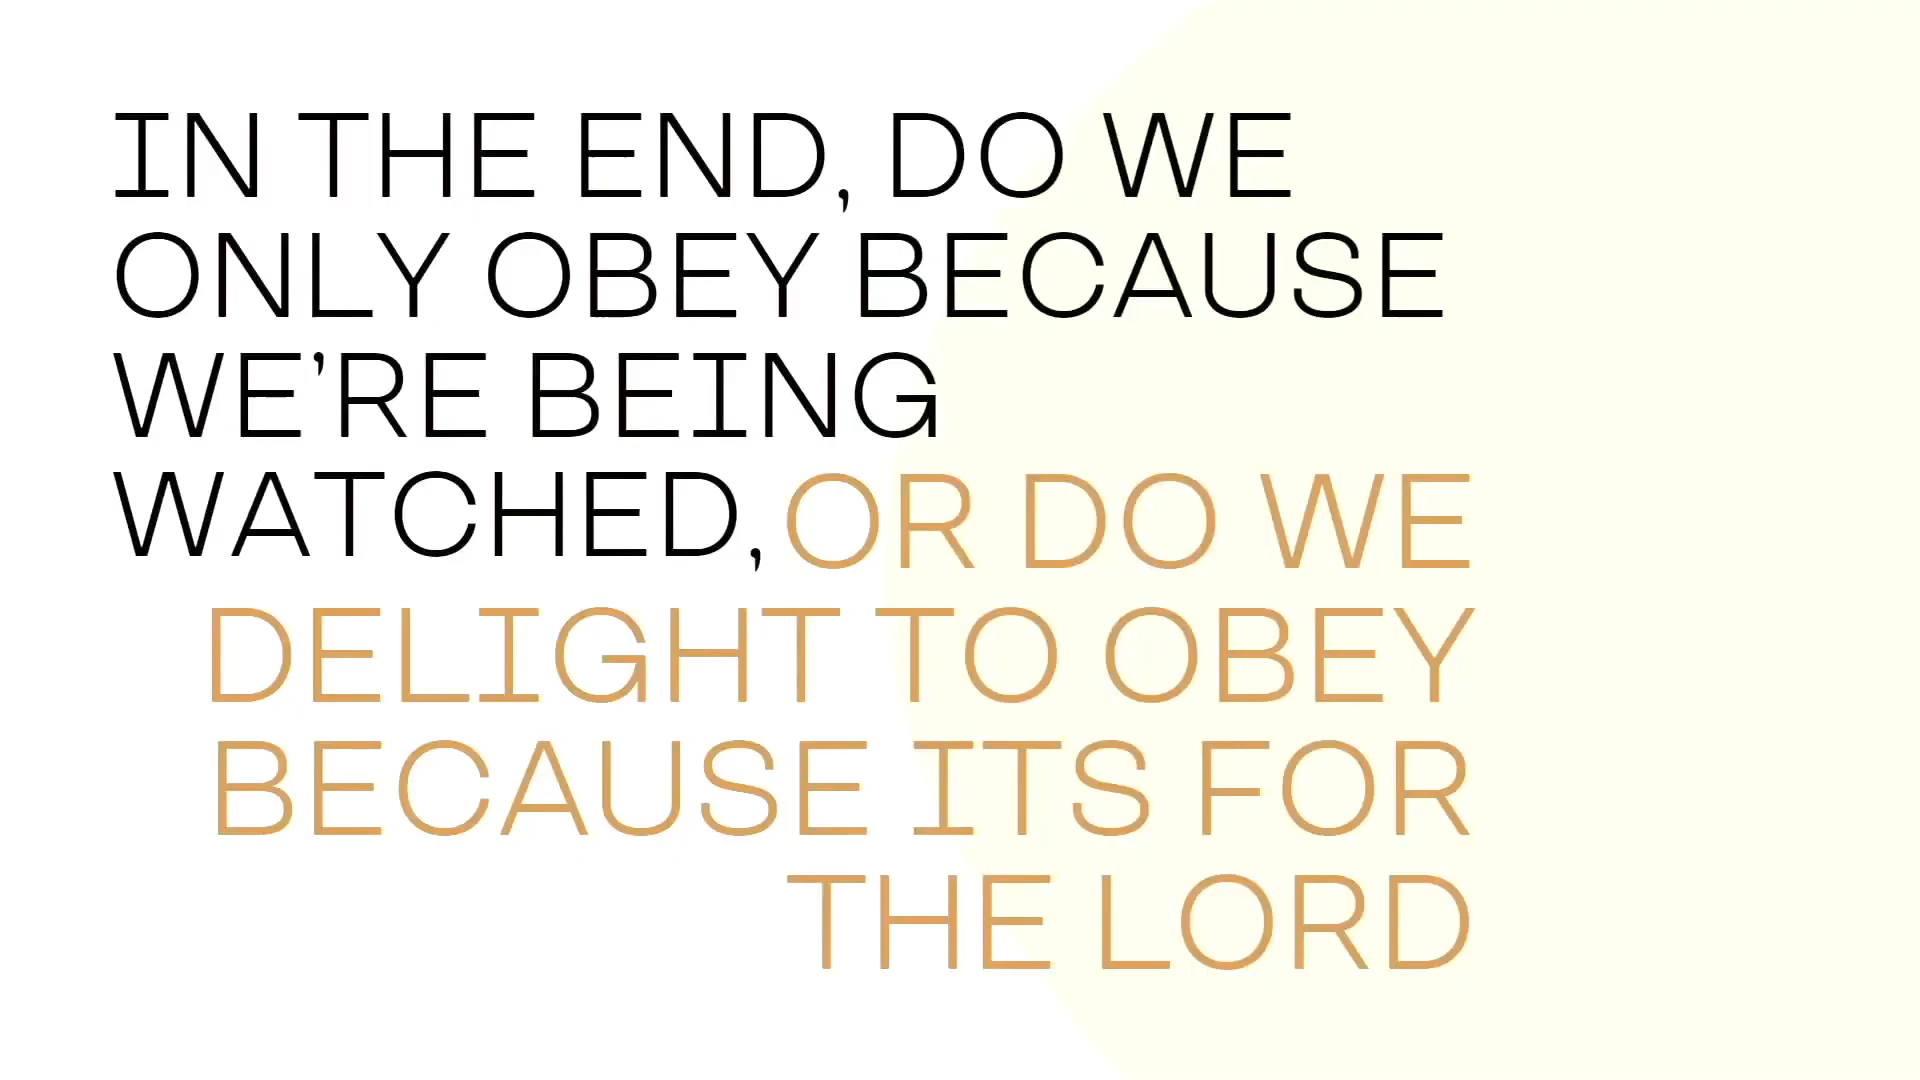 IN THE END, DO WE
ONLY OBEY BECAUSE
WE'RE BEING
WATCHED, OR DO WE
DELIGHT TO OBEY
BECAUSE ITS FOR
THE LORD